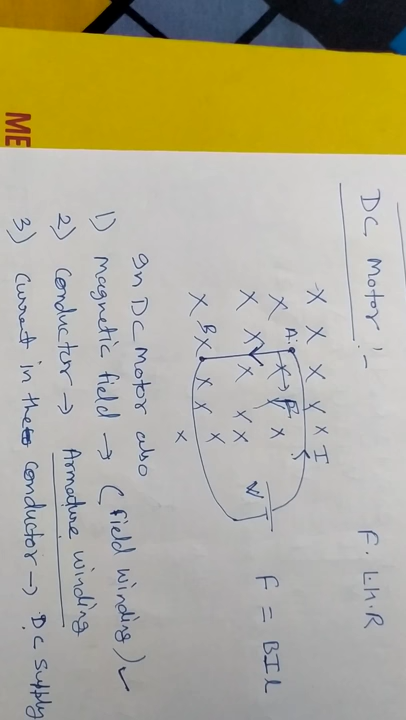 DC Motor :-
F.L.H.R
X X X X X I
X A X → F X
X X X X X
X B X X X X
V
F = BIl
In DC Motor also
1) Magnetic field → (field winding) ✓
2) Conductor → Armature winding
3) Current in the conductor → DC supply
ME